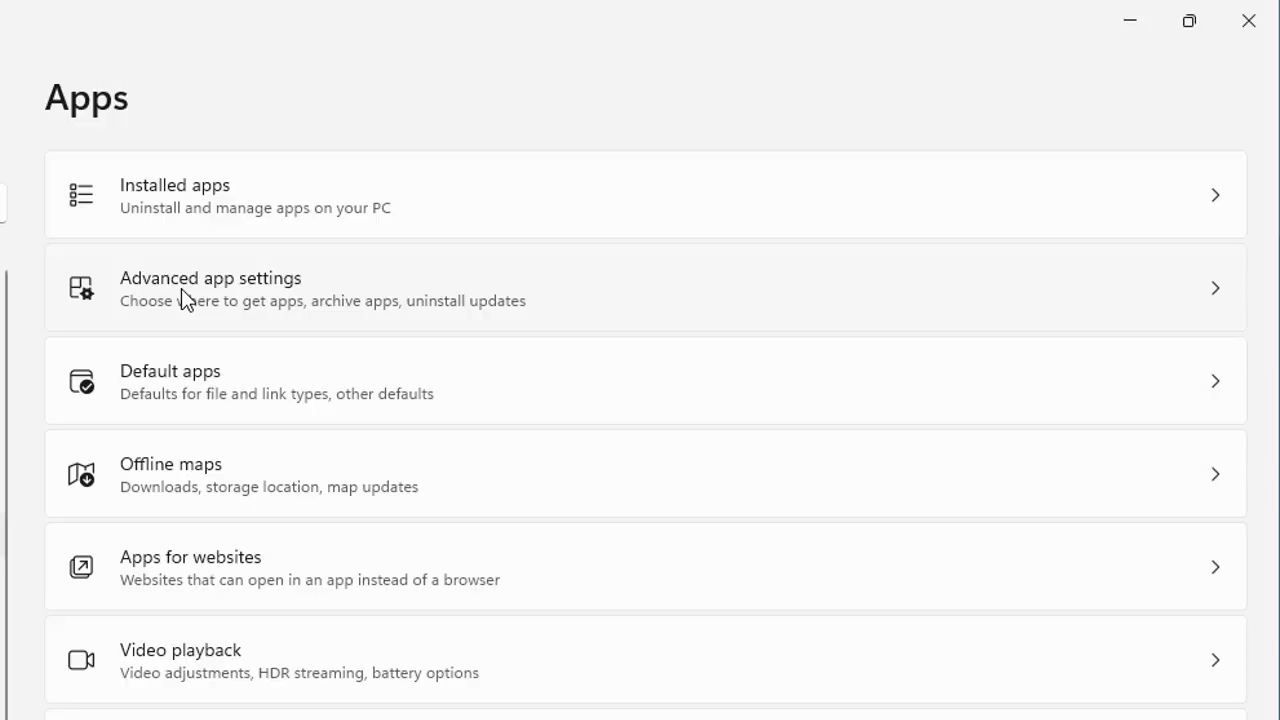 Apps
Installed apps
Uninstall and manage apps on your PC
Advanced app settings
Choose where to get apps, archive apps, uninstall updates
Default apps
Defaults for file and link types, other defaults
Offline maps
Downloads, storage location, map updates
Apps for websites
Websites that can open in an app instead of a browser
Video playback
Video adjustments, HDR streaming, battery options